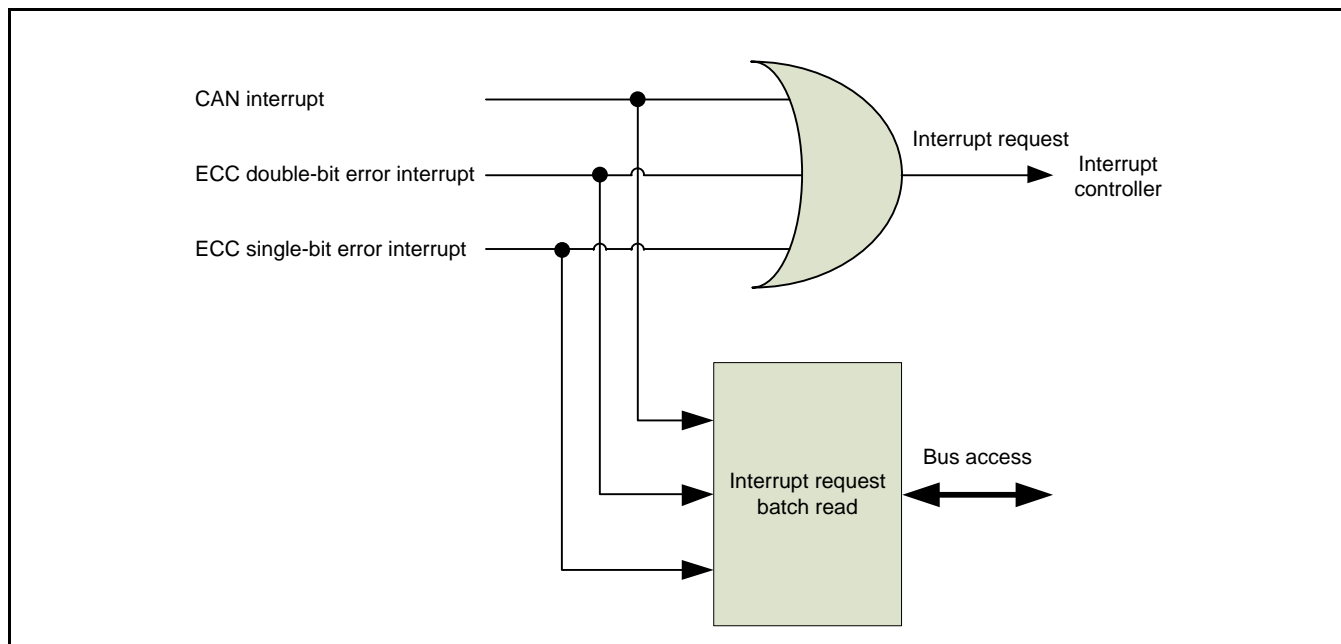 CAN interrupt
ECC double-bit error interrupt
ECC single-bit error interrupt
Interrupt request
Interrupt
controller
Interrupt request
batch read
Bus access